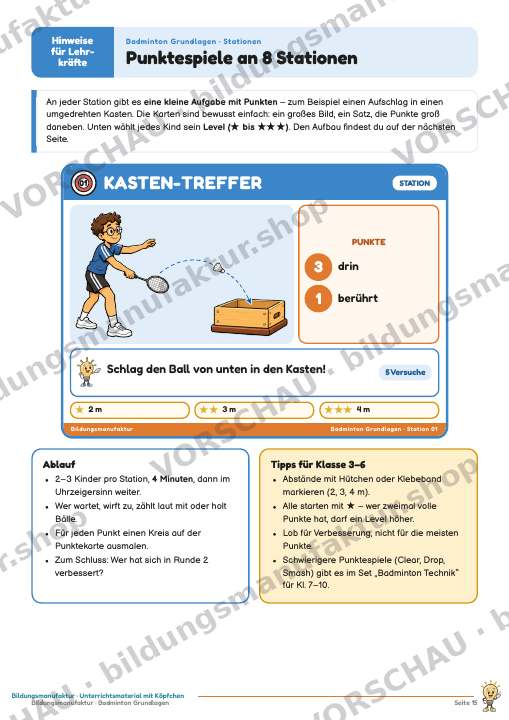 Hinweise
für Lehr-
kräfte
Badminton Grundlagen · Stationen
Punktespiele an 8 Stationen
An jeder Station gibt es eine kleine Aufgabe mit Punkten – zum Beispiel einen Aufschlag in einen
umgedrehten Kasten. Die Karten sind bewusst einfach: ein großes Bild, ein Satz, die Punkte groß
daneben. Unten wählt jedes Kind sein Level (★ bis ★★★). Den Aufbau findest du auf der nächsten
Seite.
01
KASTEN-TREFFER
STATION
PUNKTE
3 drin
1 berührt
Schlag den Ball von unten in den Kasten!
5 Versuche
★ 2 m
★★ 3 m
★★★ 4 m
Bildungsmanufaktur
Badminton Grundlagen · Station 01
Ablauf
• 2–3 Kinder pro Station, 4 Minuten, dann im
Uhrzeigersinn weiter.
• Wer wartet, wirft zu, zählt laut mit oder holt
Bälle.
• Für jeden Punkt einen Kreis auf der
Punktekarte ausmalen.
• Zum Schluss: Wer hat sich in Runde 2
verbessert?
Tipps für Klasse 3–6
• Abstände mit Hütchen oder Klebeband
markieren (2, 3, 4 m).
• Alle starten mit ★ – wer zweimal volle
Punkte hat, darf ein Level höher.
• Lob für Verbesserung, nicht für die meisten
Punkte.
• Schwierigere Punktespiele (Clear, Drop,
Smash) gibt es im Set „Badminton Technik“
für Kl. 7–10.
Bildungsmanufaktur · Unterrichtsmaterial mit Köpfchen
Bildungsmanufaktur · Badminton Grundlagen
Seite 15
VORSCHAU · bildungsmanufaktur.shop